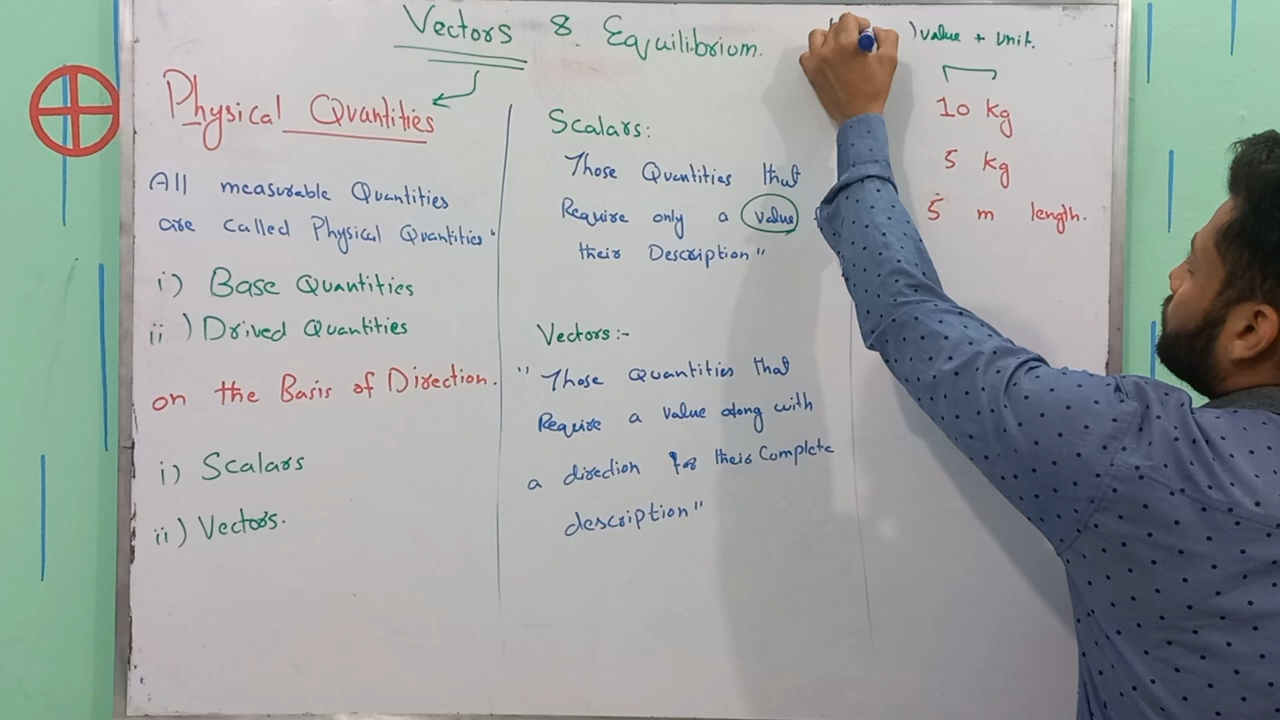 Vectors & Equilibrium.
Physical Quantities
All measurable Quantities
are called Physical Quantities"
i) Base Quantities
ii) Drived Quantities
on the Basis of Direction.
i) Scalars
ii) Vectors.
Scalars:
Those Quantities that
Require only a value
their Description"
Vectors:-
"Those Quantities that
Require a value along with
a direction for their Complete
description"
) value + Unit.
10 kg
5 kg
5 m length.